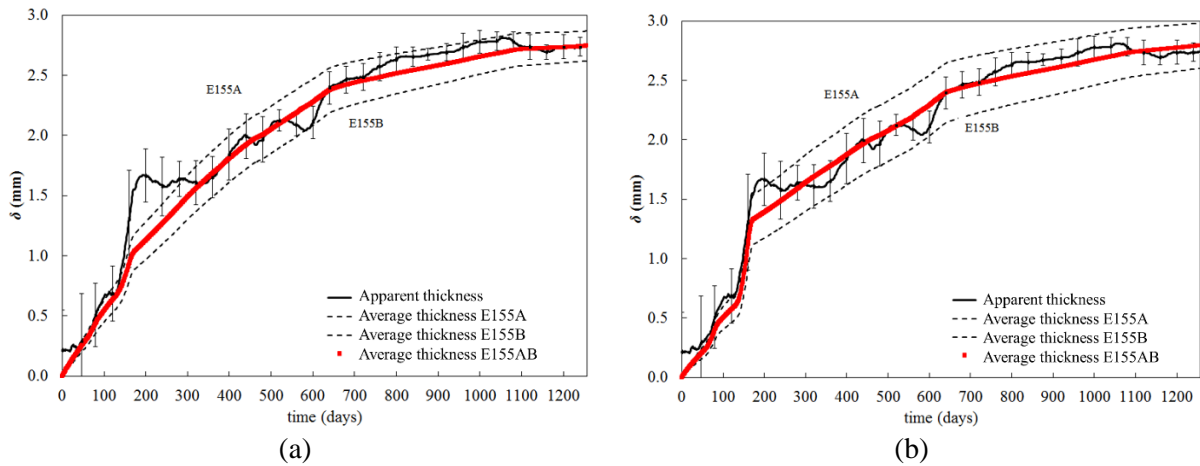 3.0
2.5
2.0
1.5
1.0
0.5
0.0
δ (mm)
E155A
E155B
Apparent thickness
Average thickness E155A
Average thickness E155B
Average thickness E155AB
0 100 200 300 400 500 600 700 800 900 1000 1100 1200
time (days)
(a)
3.0
2.5
2.0
1.5
1.0
0.5
0.0
δ (mm)
E155A
E155B
Apparent thickness
Average thickness E155A
Average thickness E155B
Average thickness E155AB
0 100 200 300 400 500 600 700 800 900 1000 1100 1200
time (days)
(b)